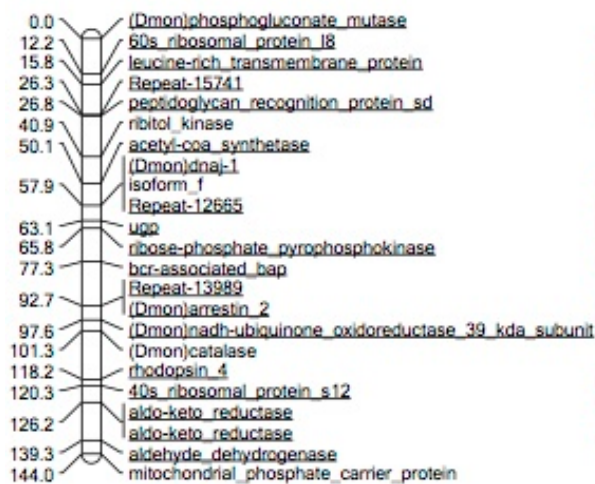 0.0 (Dmon)phosphogluconate_mutase
12.2 60s_ribosomal_protein_l8
15.8 leucine-rich_transmembrane_protein
26.3 Repeat-15741
26.8 peptidoglycan_recognition_protein_sd
40.9 ribitol_kinase
50.1 acetyl-coa_synthetase
(Dmon)dnaj-1
57.9 isoform_f
Repeat-12665
63.1 ugp
65.8 ribose-phosphate_pyrophosphokinase
77.3 bcr-associated_bap
Repeat-13989
92.7
(Dmon)arrestin_2
97.6 (Dmon)nadh-ubiquinone_oxidoreductase_39_kda_subunit
101.3 (Dmon)catalase
118.2 rhodopsin_4
120.3 40s_ribosomal_protein_s12
aldo-keto_reductase
126.2
aldo-keto_reductase
139.3 aldehyde_dehydrogenase
144.0 mitochondrial_phosphate_carrier_protein